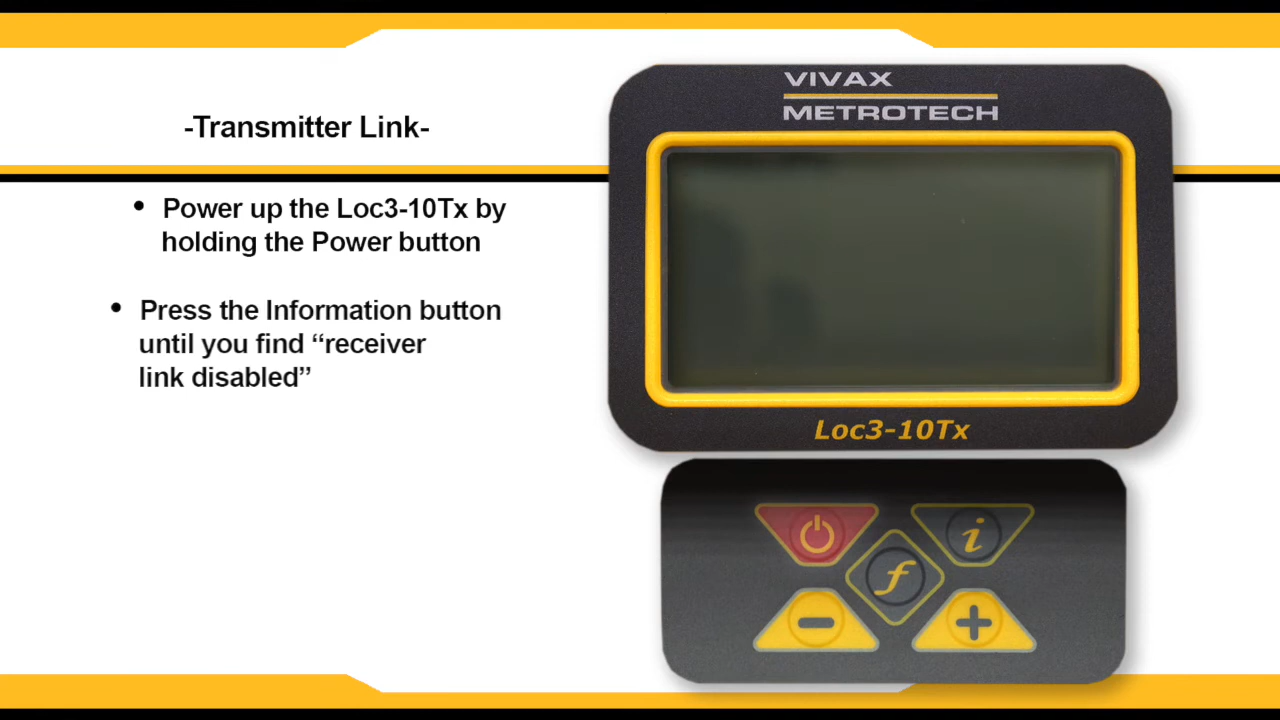 -Transmitter Link-
• Power up the Loc3-10Tx by
holding the Power button
• Press the Information button
until you find “receiver
link disabled”
VIVAX
METROTECH
Loc3-10Tx
i
f